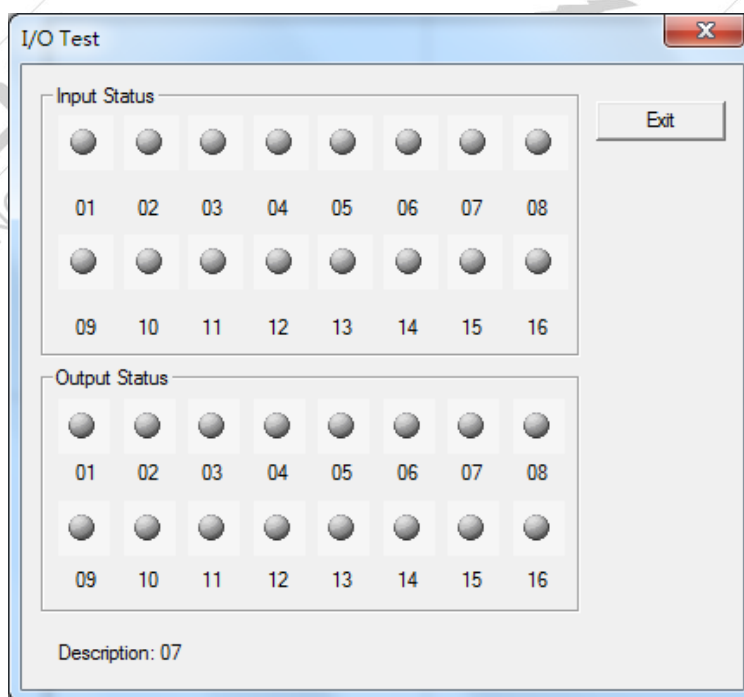 I/O Test
Input Status
Exit
01 02 03 04 05 06 07 08
09 10 11 12 13 14 15 16
Output Status
01 02 03 04 05 06 07 08
09 10 11 12 13 14 15 16
Description: 07